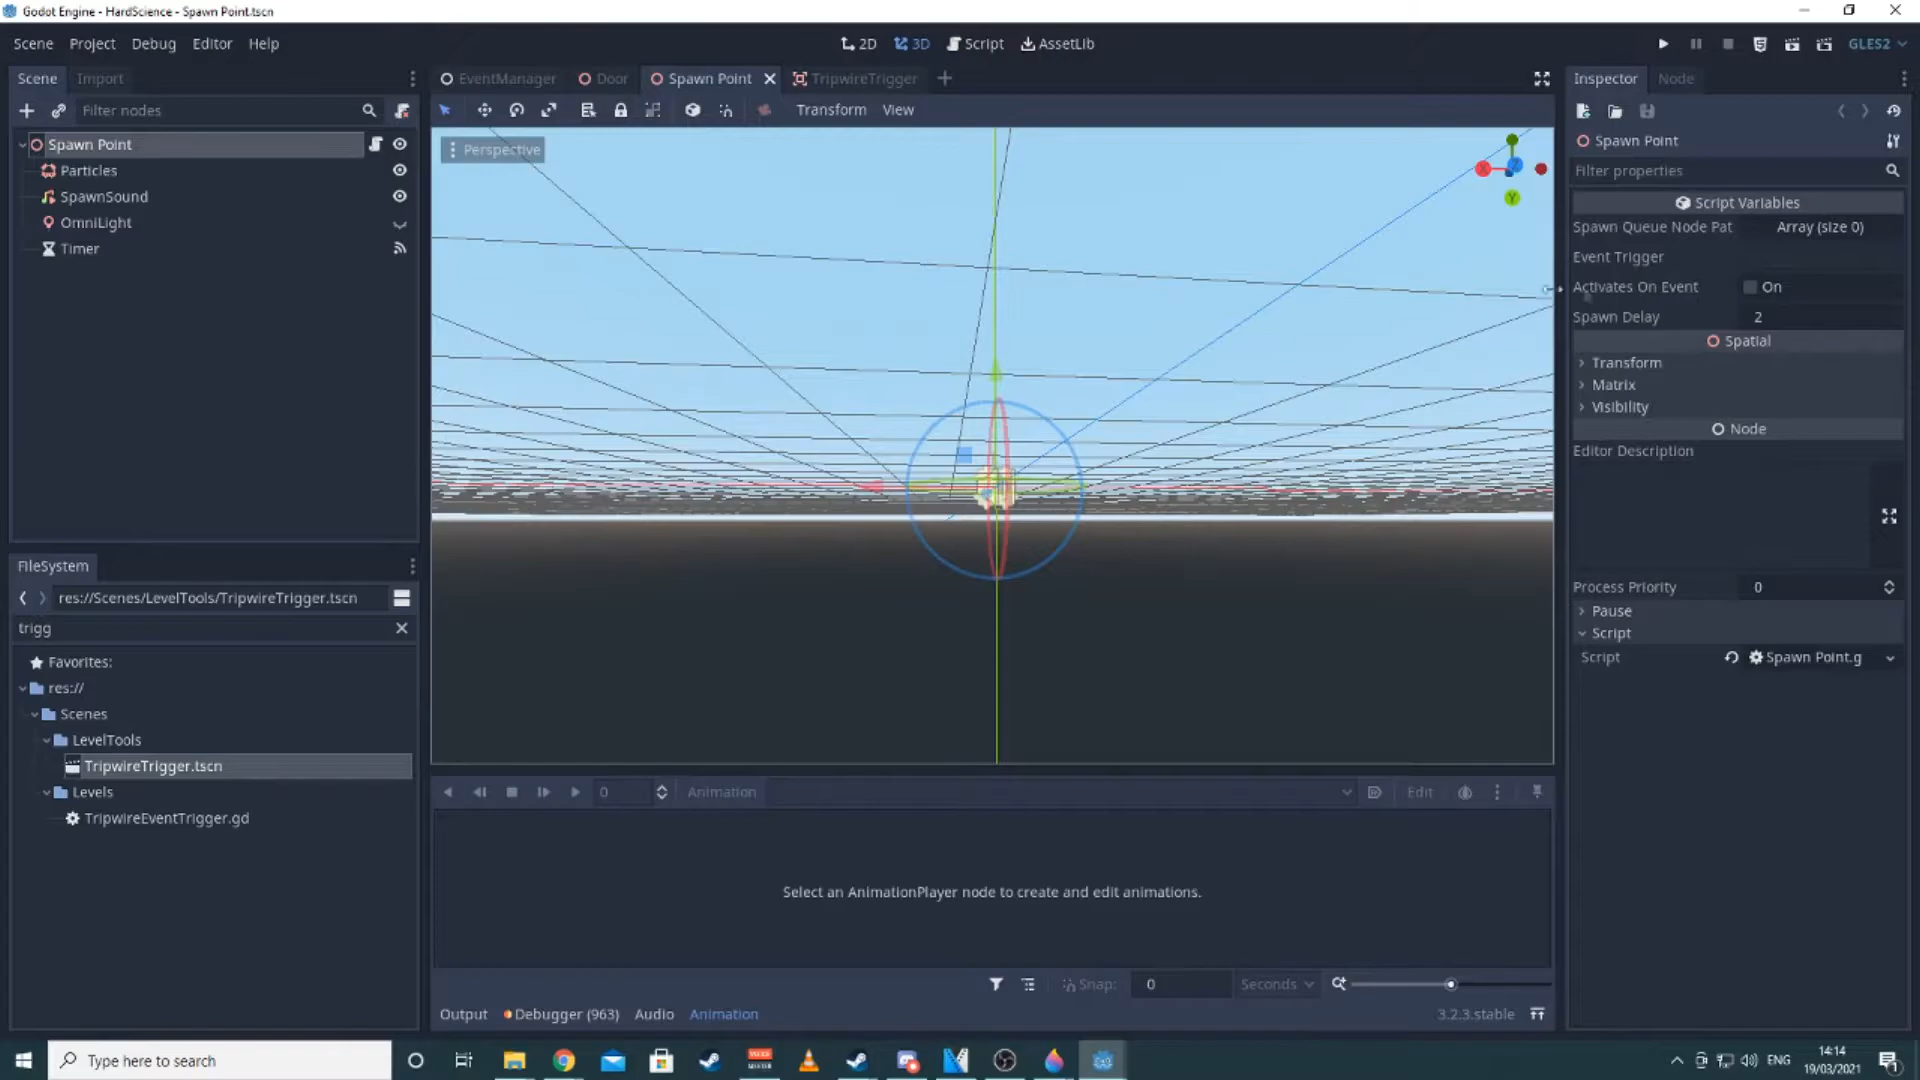 Godot Engine - HardScience - Spawn Point.tscn
Scene Project Debug Editor Help
2D 3D Script AssetLib
GLES2
Scene Import
EventManager Door Spawn Point TripwireTrigger
Inspector Node
Filter nodes
Transform View
Spawn Point
Particles
SpawnSound
OmniLight
Timer
Perspective
X
Z
Y
Spawn Point
Filter properties
Script Variables
Spawn Queue Node Pat Array (size 0)
Event Trigger
Activates On Event On
Spawn Delay 2
Spatial
Transform
Matrix
Visibility
Node
Editor Description
Process Priority 0
Pause
Script
Script Spawn Point.g
FileSystem
res://Scenes/LevelTools/TripwireTrigger.tscn
trigg
Favorites:
res://
Scenes
LevelTools
TripwireTrigger.tscn
Levels
TripwireEventTrigger.gd
0 Animation Edit
Select an AnimationPlayer node to create and edit animations.
Snap: 0 Seconds
Output Debugger (963) Audio Animation
3.2.3.stable
Type here to search
ENG
14:14
19/03/2021